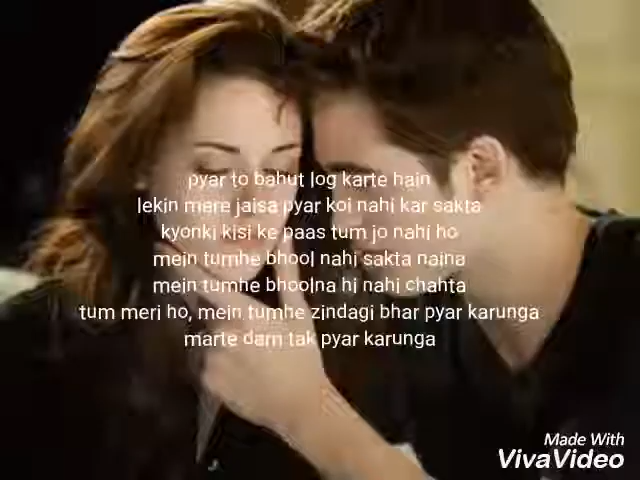 pyar to bahut log karte hain
lekin mere jaisa pyar koi nahi kar sakta
kyonki kisi ke paas tum jo nahi ho
mein tumhe bhool nahi sakta naina
mein tumhe bhoolna hi nahi chahta
tum meri ho, mein tumhe zindagi bhar pyar karunga
marte dam tak pyar karunga
Made With
VivaVideo